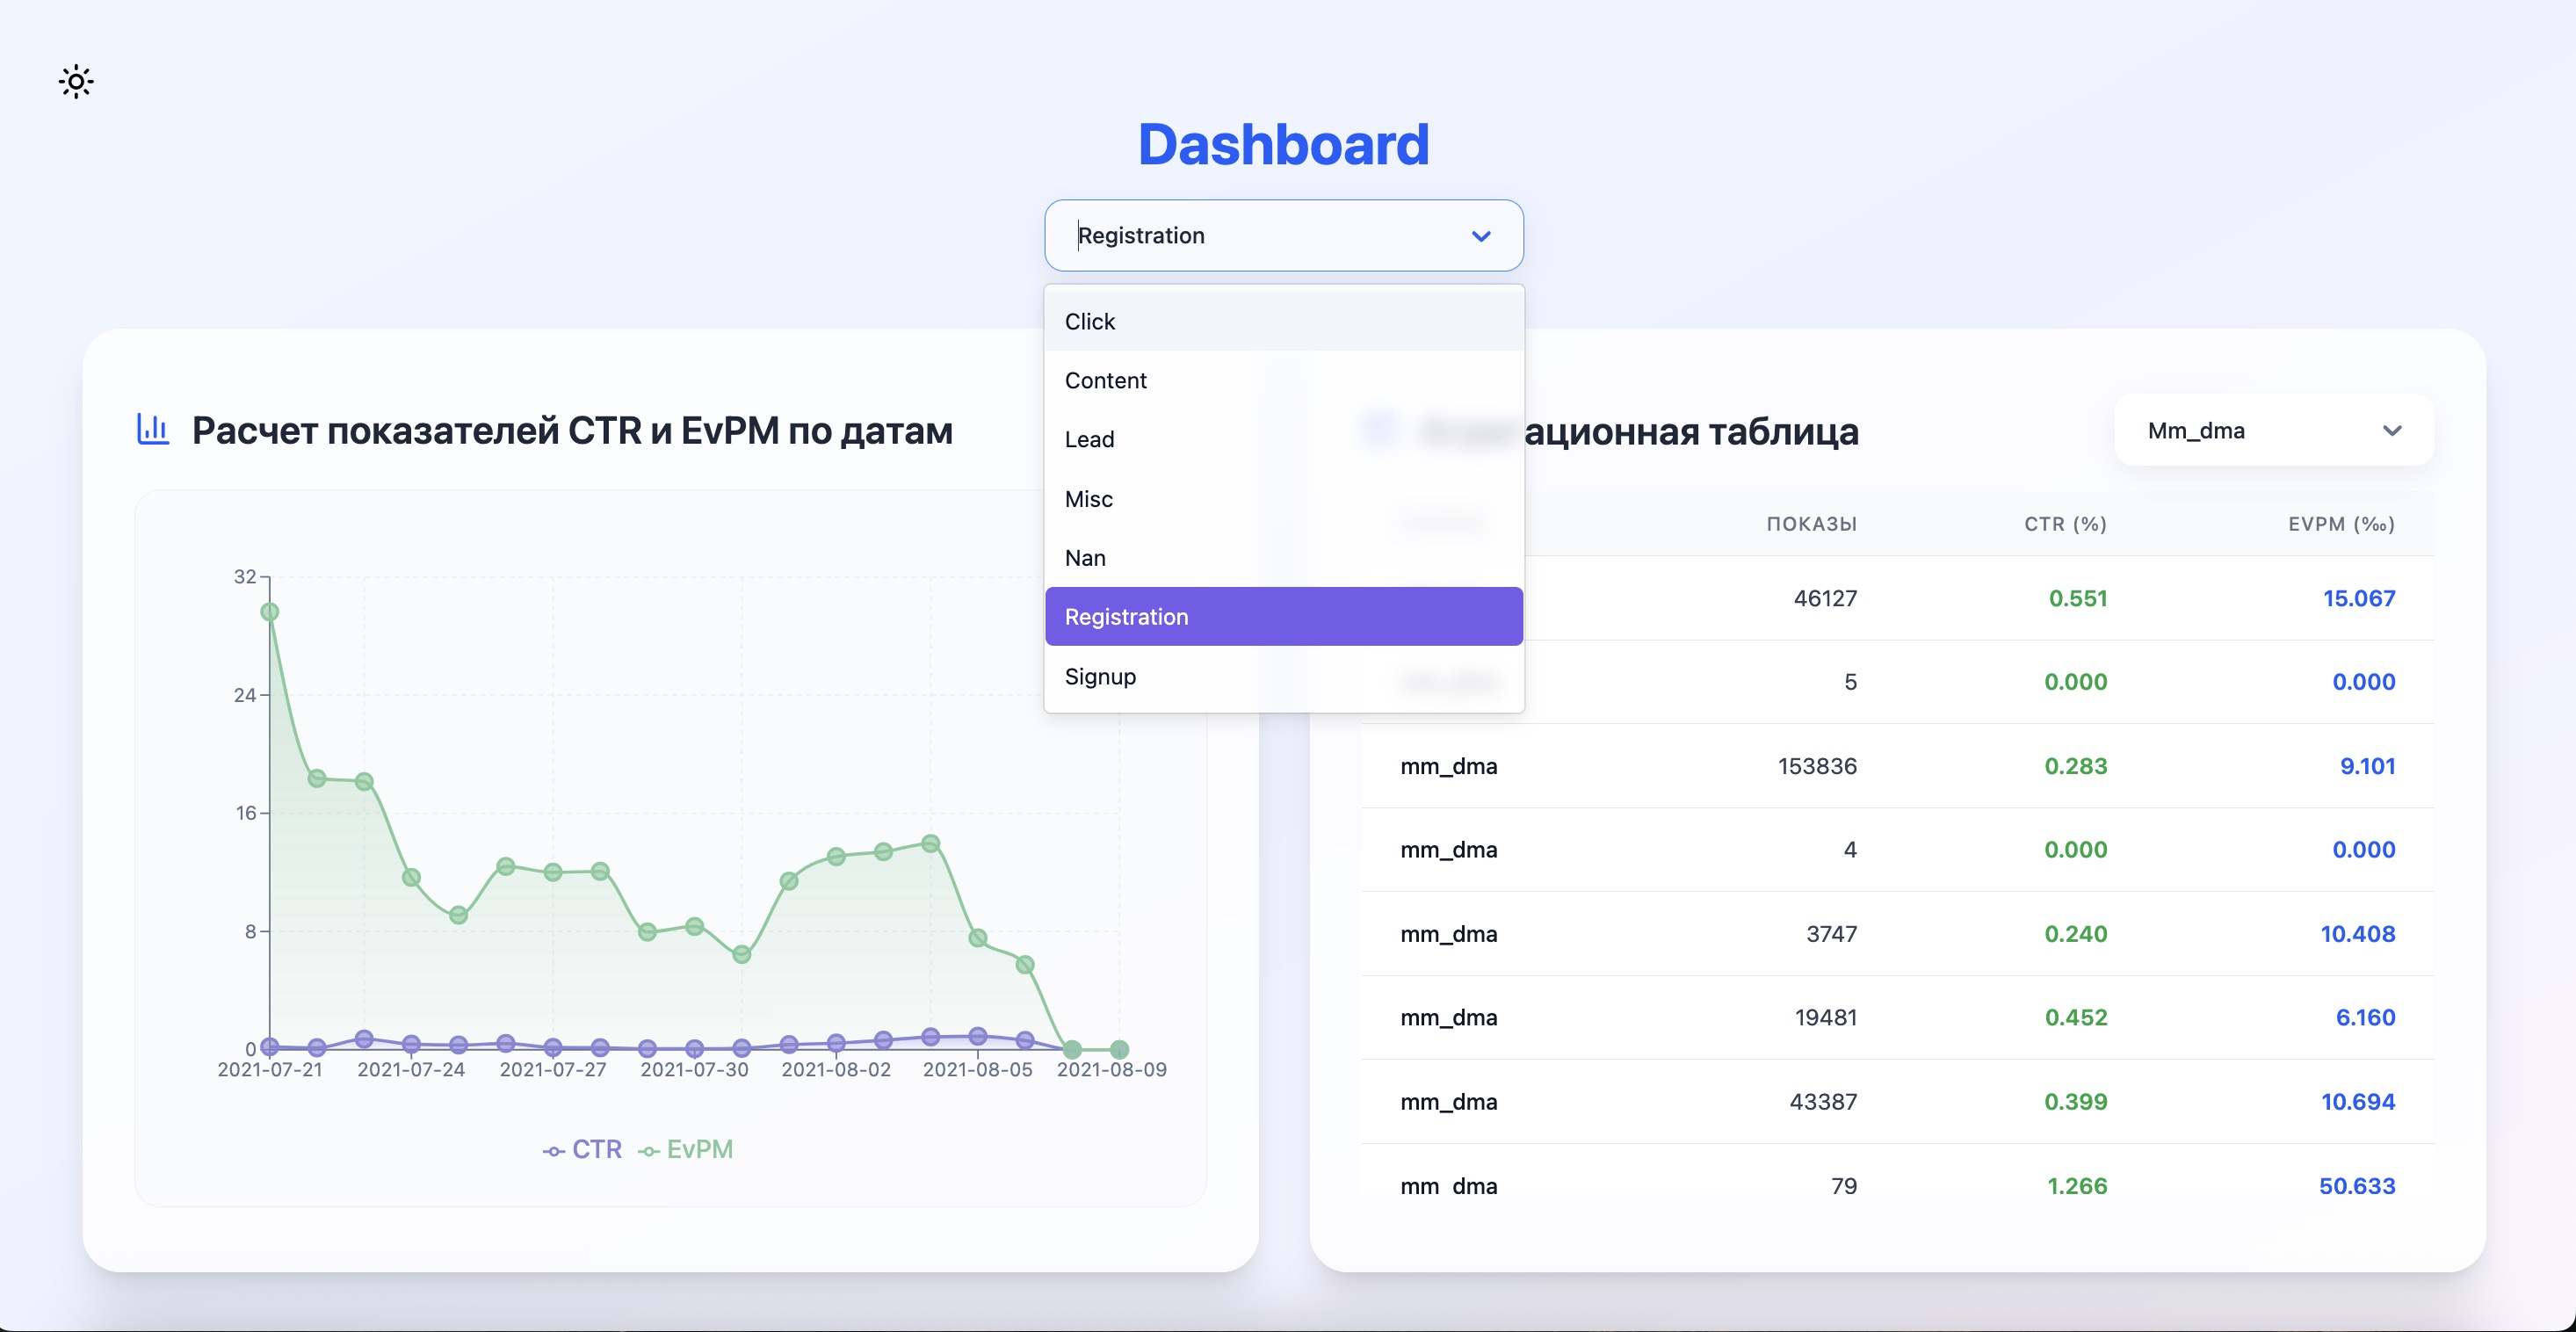 Dashboard
Registration
Click
Content
Lead
Misc
Nan
Registration
Signup
Расчет показателей CTR и EvPM по датам
32
24
16
8
0
2021-07-21 2021-07-24 2021-07-27 2021-07-30 2021-08-02 2021-08-05 2021-08-09
CTR EvPM
ационная таблица
Mm_dma
ПОКАЗЫ CTR (%) EVPM (‰)
46127 0.551 15.067
5 0.000 0.000
mm_dma 153836 0.283 9.101
mm_dma 4 0.000 0.000
mm_dma 3747 0.240 10.408
mm_dma 19481 0.452 6.160
mm_dma 43387 0.399 10.694
mm_dma 79 1.266 50.633